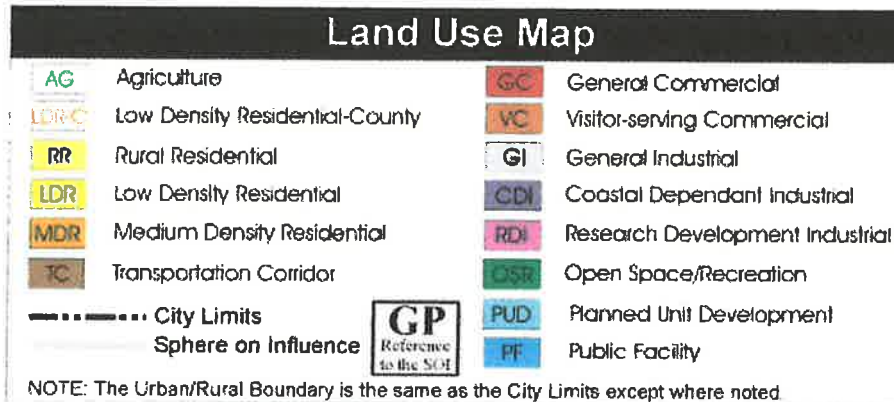 Land Use Map
AG Agriculture
LDR-C Low Density Residential-County
RR Rural Residential
LDR Low Density Residential
MDR Medium Density Residential
TC Transportation Corridor
City Limits
Sphere on Influence
GP
Reference
to the SOI
GC General Commercial
VC Visitor-serving Commercial
GI General Industrial
CDI Coastal Dependant Industrial
RDI Research Development Industrial
OSR Open Space/Recreation
PUD Planned Unit Development
PF Public Facility
NOTE: The Urban/Rural Boundary is the same as the City Limits except where noted